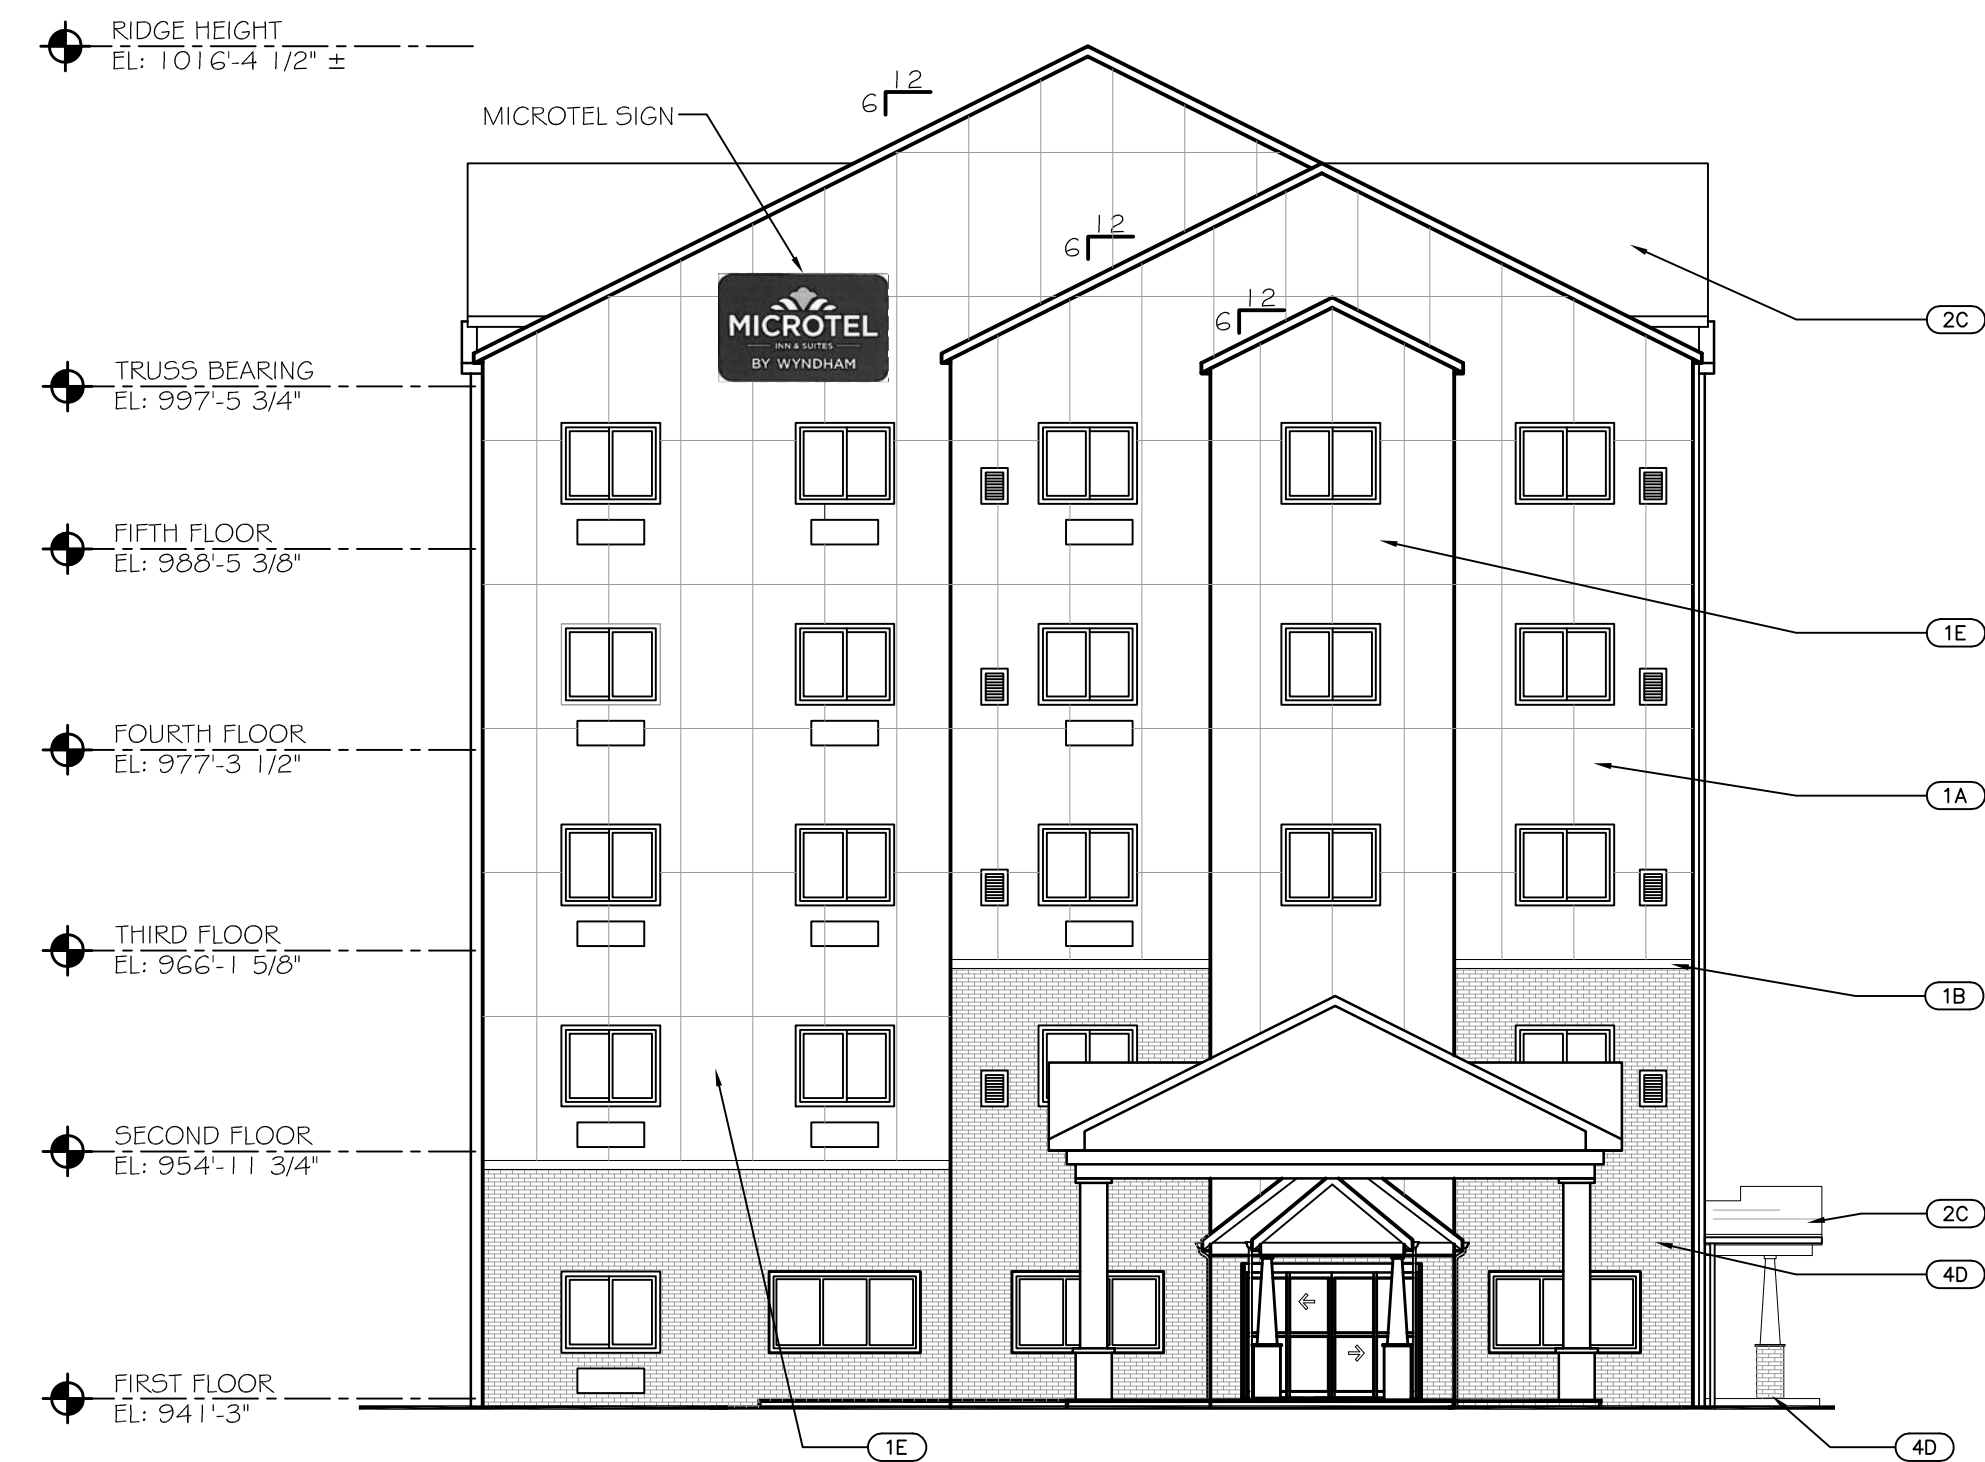 RIDGE HEIGHT
EL: 1016'-4 1/2" ±
12
6
MICROTEL SIGN
12
6
MICROTEL
INN & SUITES
BY WYNDHAM
12
6
2C
TRUSS BEARING
EL: 997'-5 3/4"
FIFTH FLOOR
EL: 988'-5 3/8"
1E
FOURTH FLOOR
EL: 977'-3 1/2"
1A
THIRD FLOOR
EL: 966'-1 5/8"
1B
SECOND FLOOR
EL: 954'-11 3/4"
2C
4D
FIRST FLOOR
EL: 941'-3"
1E
4D